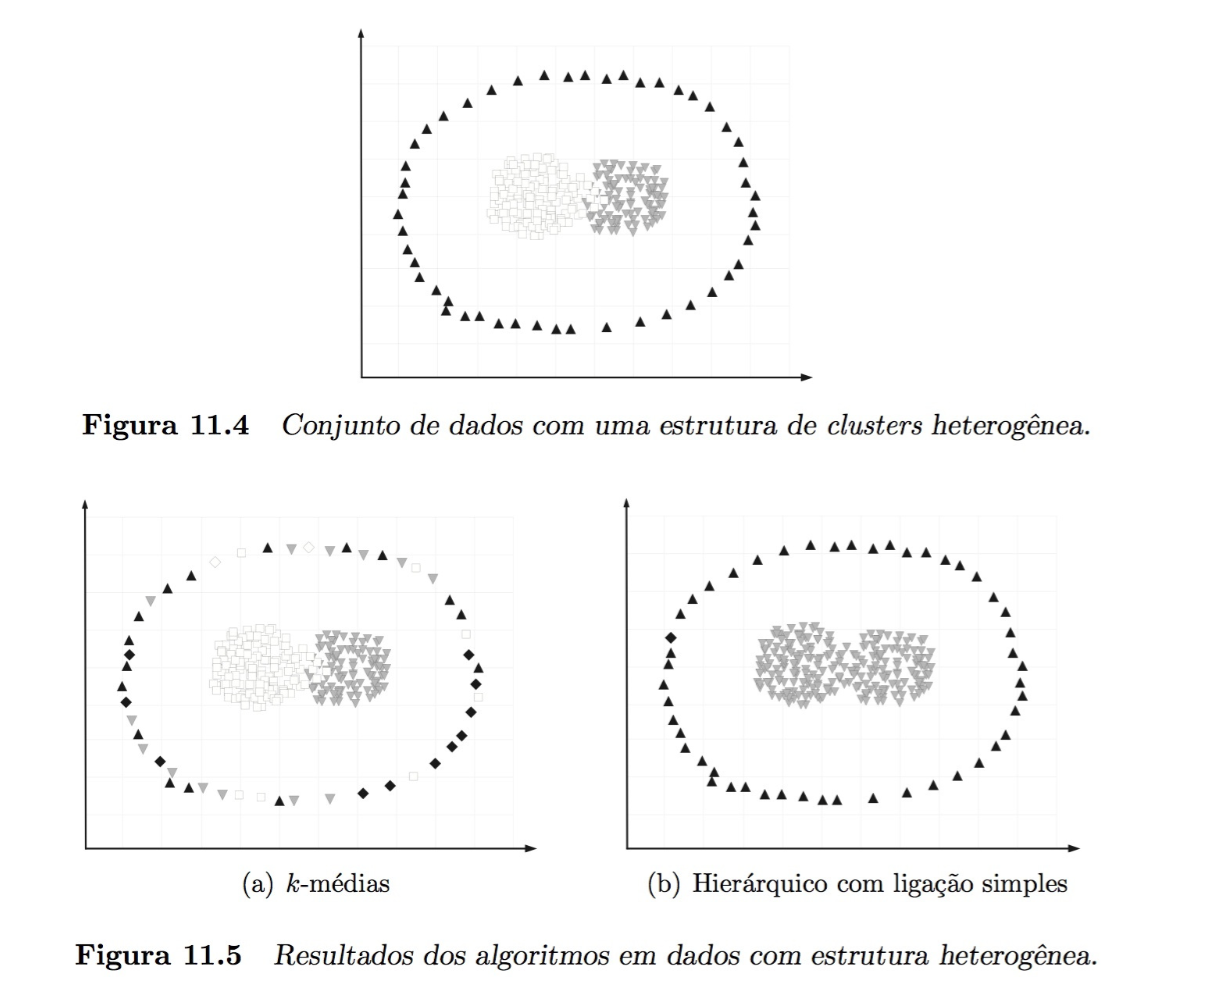 Figura 11.4 Conjunto de dados com uma estrutura de clusters heterogênea.
(a) k-médias
(b) Hierárquico com ligação simples
Figura 11.5 Resultados dos algoritmos em dados com estrutura heterogênea.